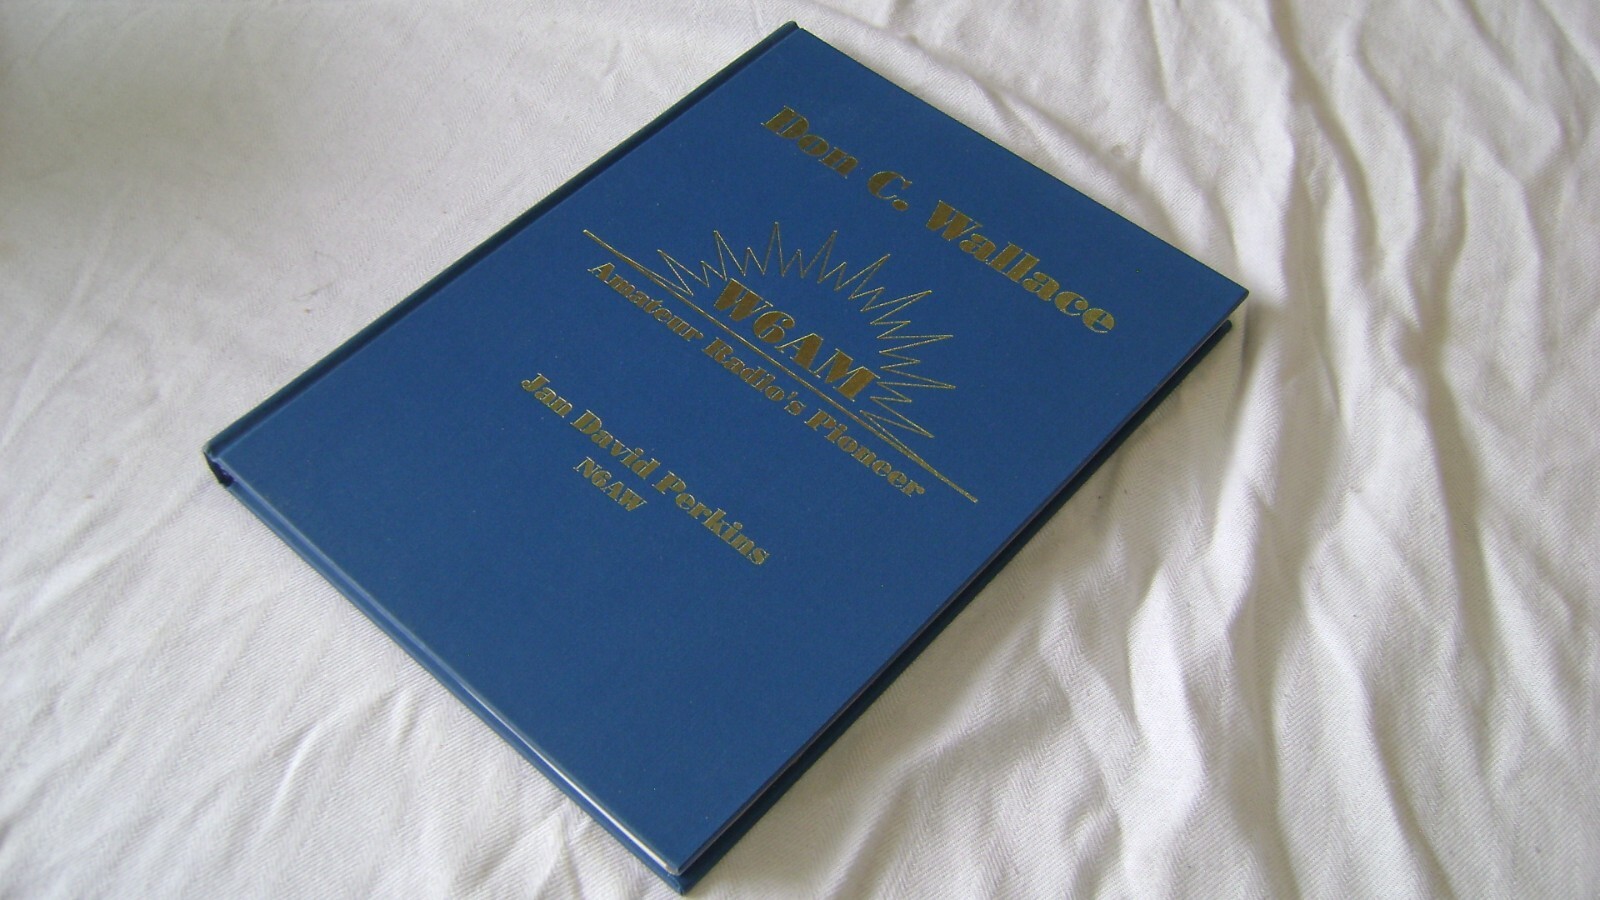 Don C. Wallace
W6AM
Amateur Radio's Pioneer
Jan David Perkins
N6AW